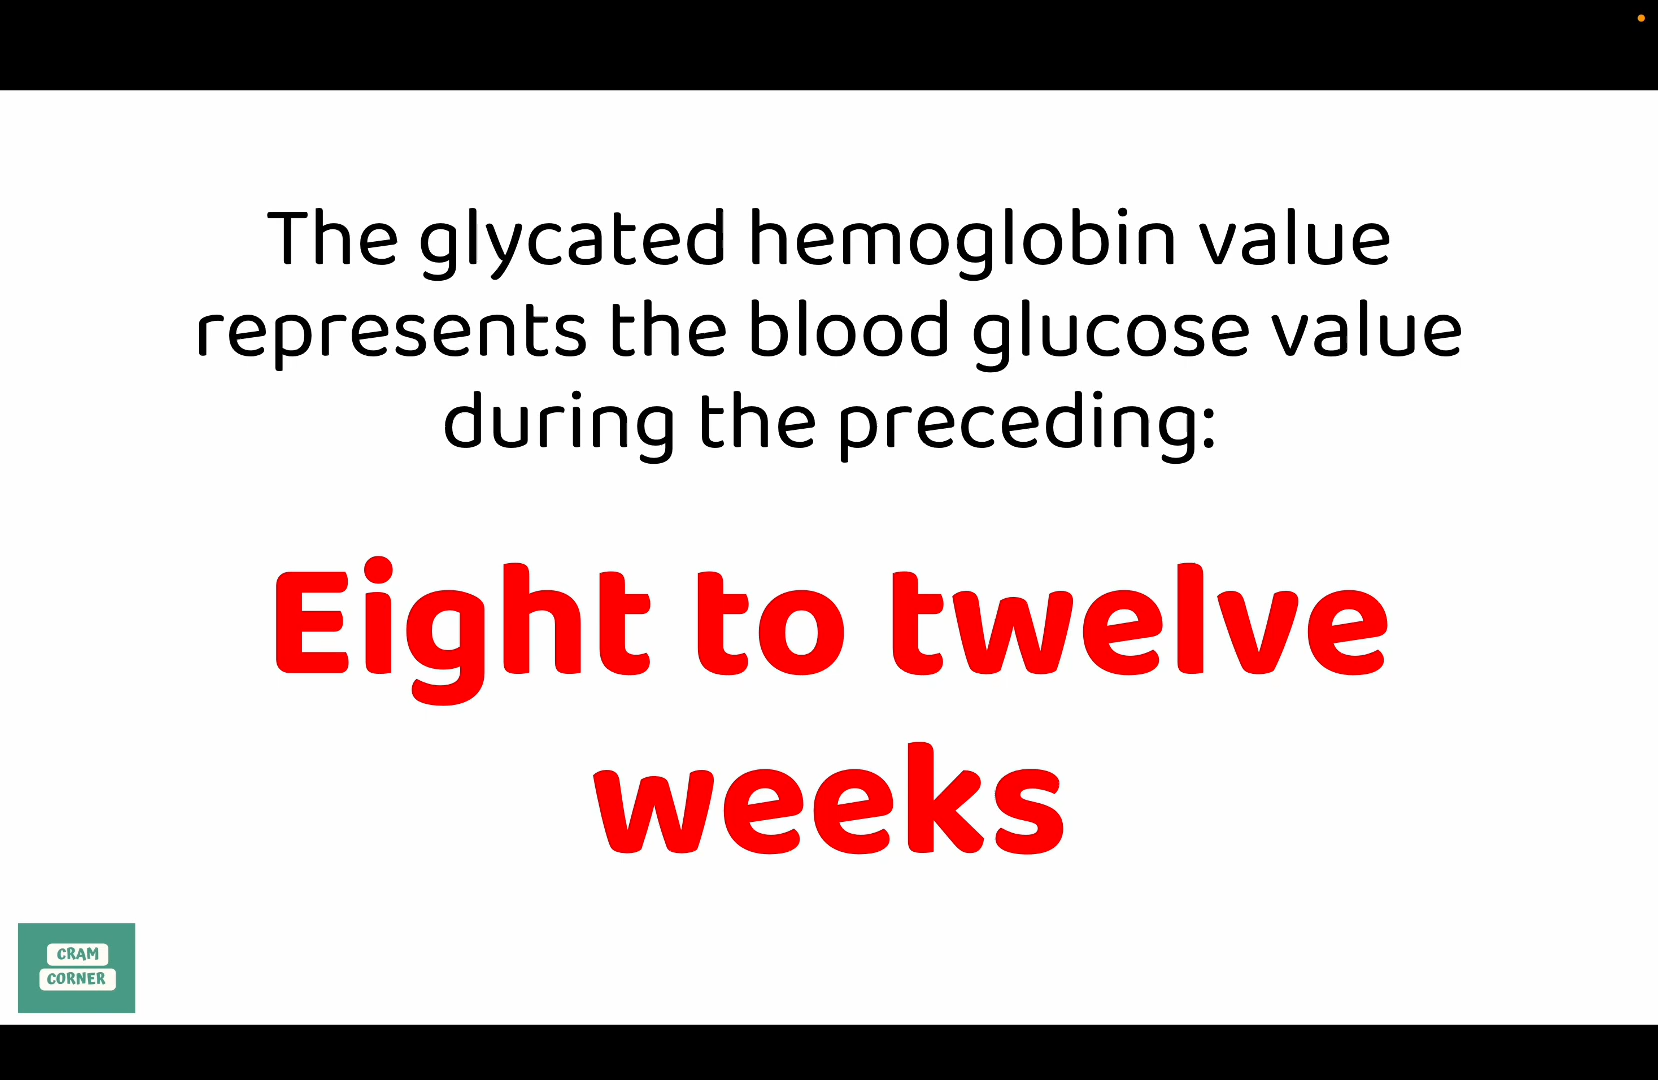 The glycated hemoglobin value
represents the blood glucose value
during the preceding:
Eight to twelve
weeks
CRAM
CORNER